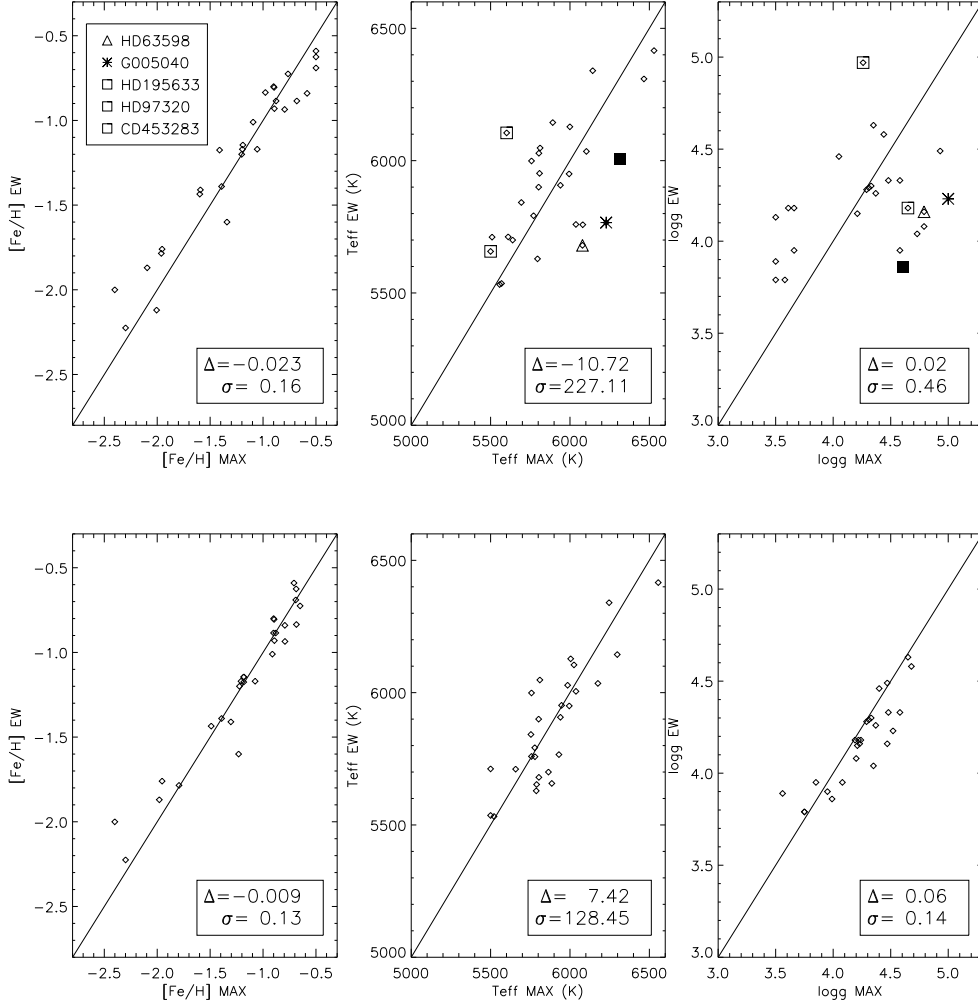 HD63598
G005040
HD195633
HD97320
CD453283
−0.5
−1.0
−1.5
−2.0
−2.5
[Fe/H] EW
Δ=−0.023
σ= 0.16
−2.5 −2.0 −1.5 −1.0 −0.5
[Fe/H] MAX
6500
6000
5500
5000
Teff EW (K)
Δ=−10.72
σ=227.11
5000 5500 6000 6500
Teff MAX (K)
5.0
4.5
4.0
3.5
3.0
logg EW
Δ= 0.02
σ= 0.46
3.0 3.5 4.0 4.5 5.0
logg MAX
−0.5
−1.0
−1.5
−2.0
−2.5
[Fe/H] EW
Δ=−0.009
σ= 0.13
−2.5 −2.0 −1.5 −1.0 −0.5
[Fe/H] MAX
6500
6000
5500
5000
Teff EW (K)
Δ= 7.42
σ=128.45
5000 5500 6000 6500
Teff MAX (K)
5.0
4.5
4.0
3.5
3.0
logg EW
Δ= 0.06
σ= 0.14
3.0 3.5 4.0 4.5 5.0
logg MAX